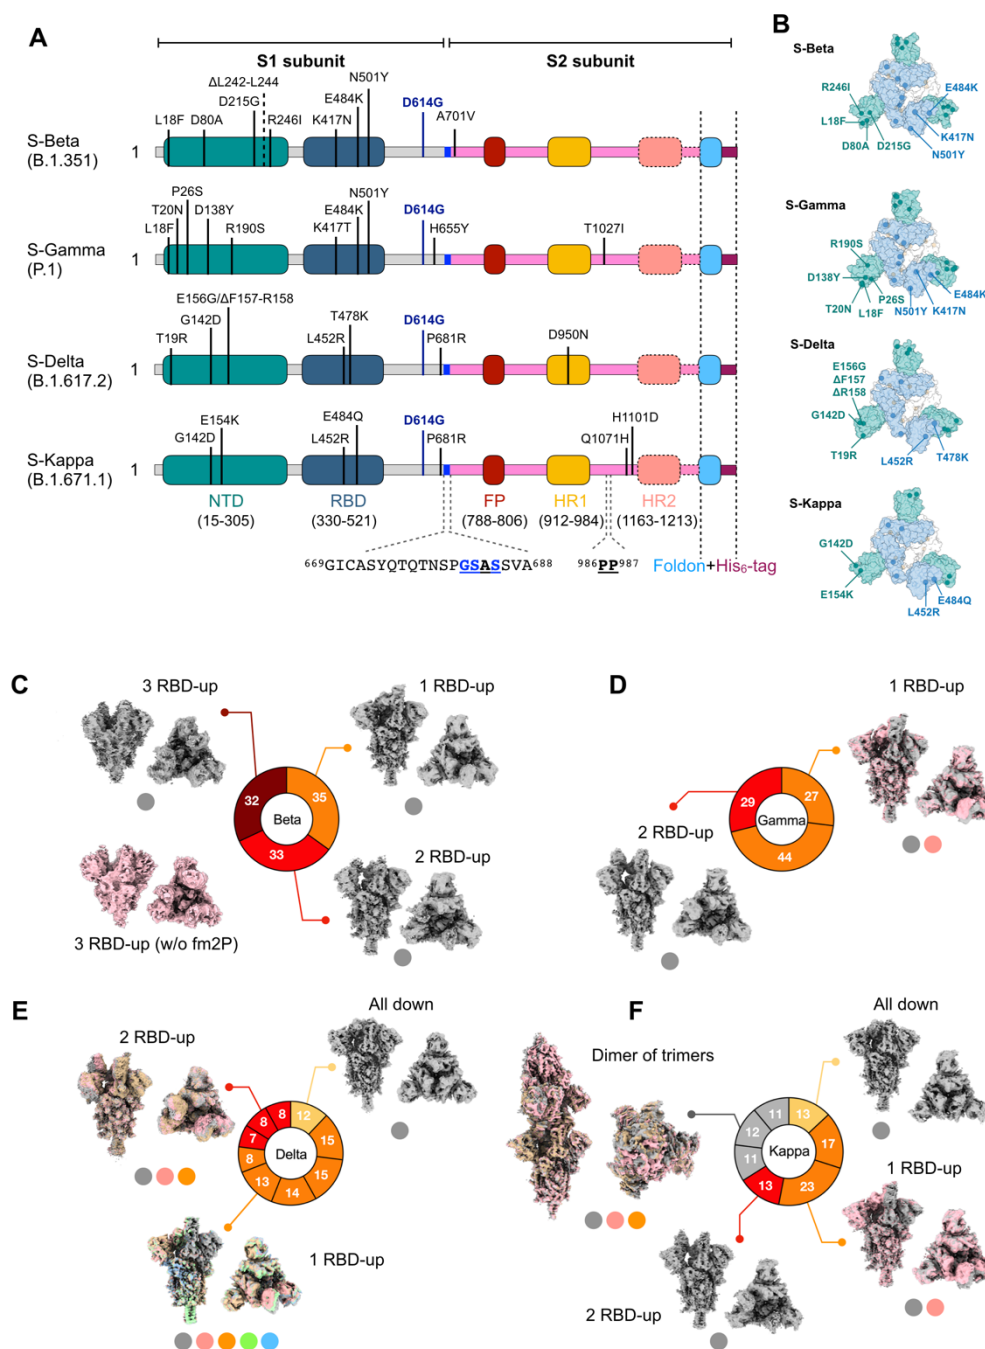 A
S1 subunit
S2 subunit
S-Beta
(B.1.351)
1
L18F
D80A
D215G
ΔL242-L244
R246I
K417N
E484K
N501Y
D614G
A701V
S-Gamma
(P.1)
1
L18F
T20N
P26S
D138Y
R190S
K417T
E484K
N501Y
D614G
H655Y
T1027I
S-Delta
(B.1.617.2)
1
T19R
G142D
E156G/ΔF157-R158
L452R
T478K
D614G
P681R
D950N
S-Kappa
(B.1.671.1)
1
G142D
E154K
L452R
E484Q
D614G
P681R
Q1071H
H1101D
NTD
(15-305)
RBD
(330-521)
FP
(788-806)
HR1
(912-984)
HR2
(1163-1213)
669GICASYQTQTNSPGSASSVA688
986PP987
Foldon+His6-tag
B
S-Beta
R246I
L18F
D80A
D215G
E484K
K417N
N501Y
S-Gamma
R190S
D138Y
P26S
T20N
L18F
E484K
N501Y
K417N
S-Delta
E156G
ΔF157
ΔR158
G142D
T19R
L452R
T478K
S-Kappa
G142D
E154K
E484Q
L452R
C
3 RBD-up
1 RBD-up
32
35
Beta
33
2 RBD-up
3 RBD-up (w/o fm2P)
D
1 RBD-up
29
27
Gamma
44
2 RBD-up
E
All down
2 RBD-up
8
8
12
7
15
8
Delta
13
15
14
1 RBD-up
F
All down
Dimer of trimers
11
13
12
17
Kappa
11
13
23
1 RBD-up
2 RBD-up